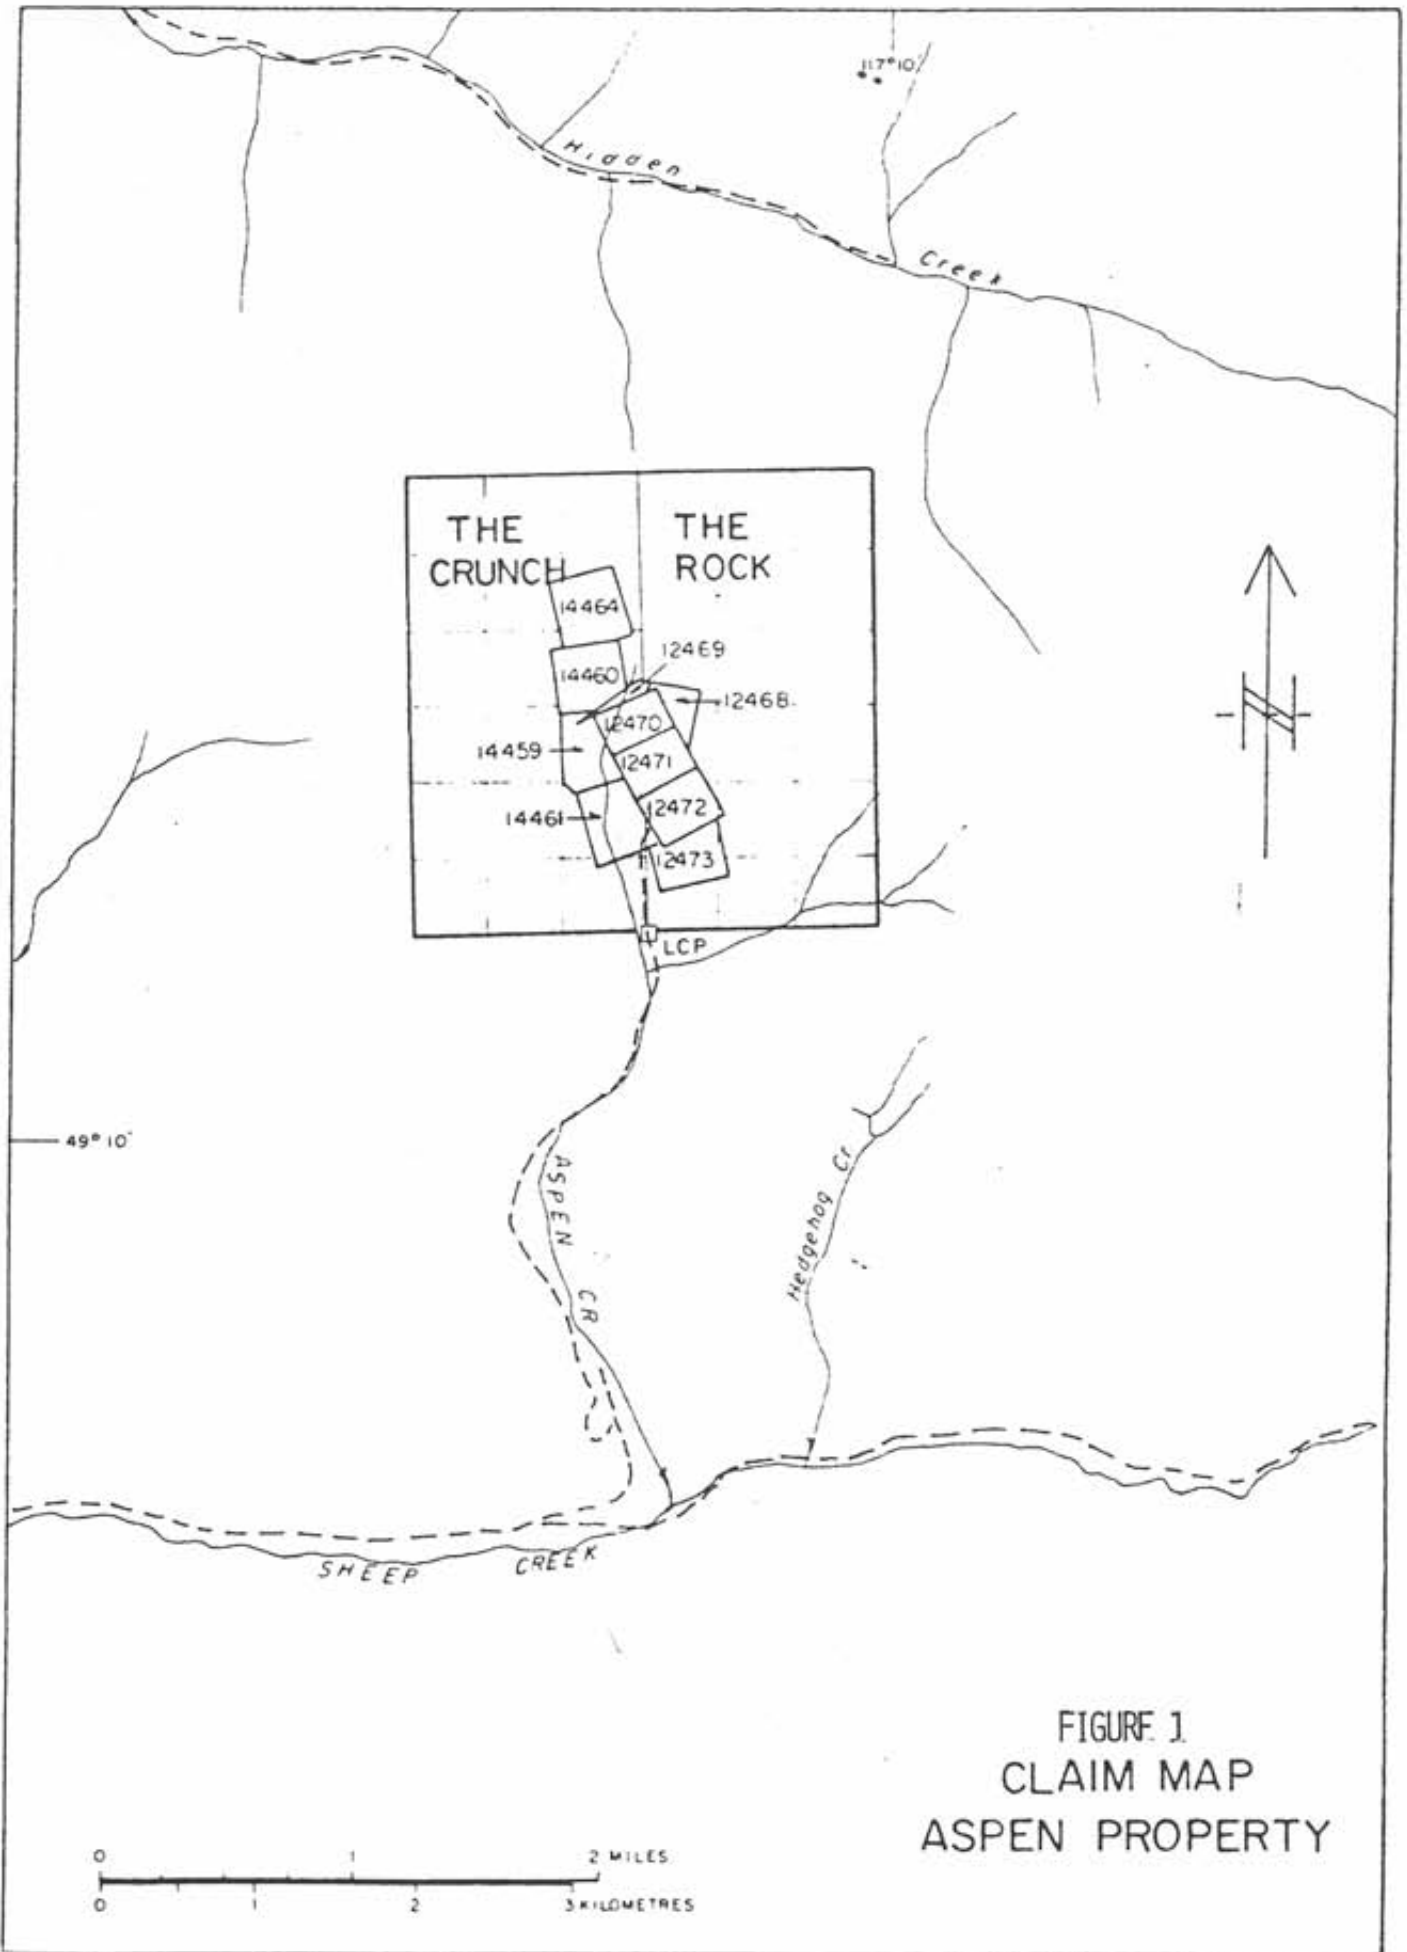 117°10'
Hidden
Creek
THE
CRUNCH
THE
ROCK
14464
12469
14460
12468
12470
14459
12471
12472
14461
12473
LCP
N
49°10'
ASPEN
CR
Hedgehog Cr.
SHEEP
CREEK
FIGURE 1
CLAIM MAP
ASPEN PROPERTY
0 1 2 MILES
0 1 2 3 KILOMETRES